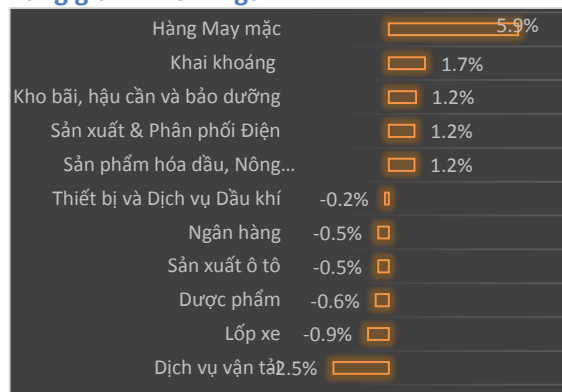 Hàng May mặc 5.9%
Khai khoáng 1.7%
Kho bãi, hậu cần và bảo dưỡng 1.2%
Sản xuất & Phân phối Điện 1.2%
Sản phẩm hóa dầu, Nông... 1.2%
Thiết bị và Dịch vụ Dầu khí -0.2%
Ngân hàng -0.5%
Sản xuất ô tô -0.5%
Dược phẩm -0.6%
Lốp xe -0.9%
Dịch vụ vận tải -2.5%